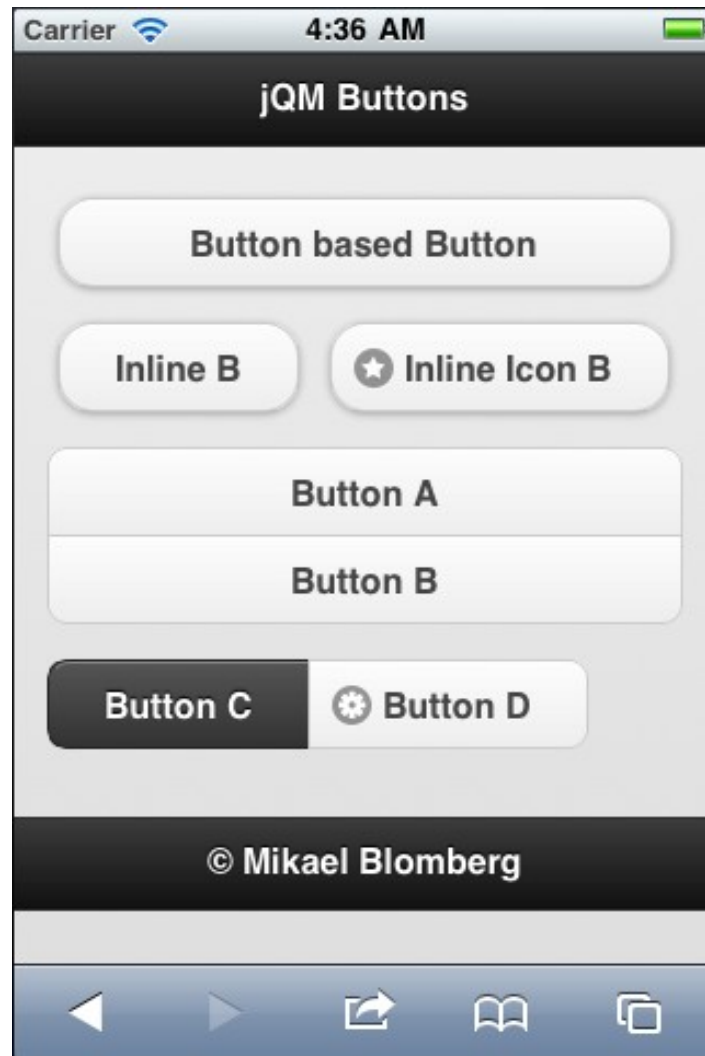 Carrier 4:36 AM
jQM Buttons
Button based Button
Inline B Inline Icon B
Button A
Button B
Button C Button D
© Mikael Blomberg